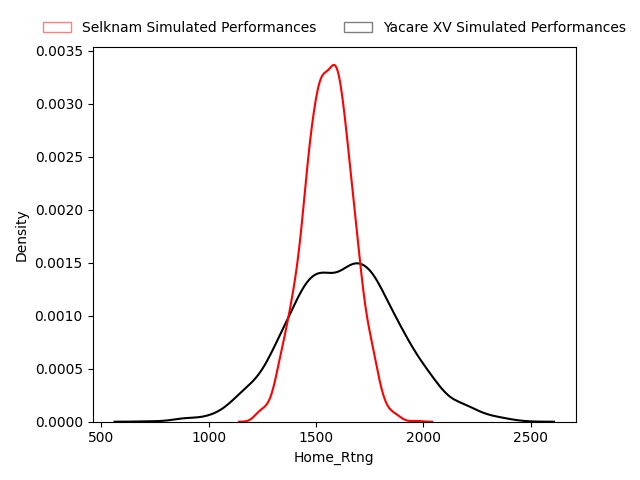 Selknam Simulated Performances Yacare XV Simulated Performances
0.0035
0.0030
0.0025
0.0020
0.0015
0.0010
0.0005
0.0000
Density
500 1000 1500 2000 2500
Home_Rtng